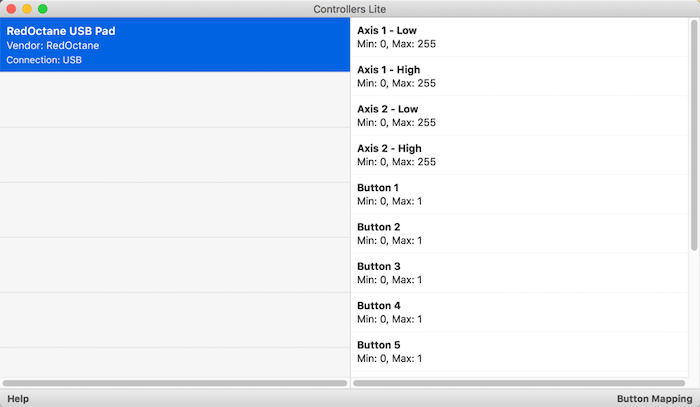 Controllers Lite
RedOctane USB Pad
Vendor: RedOctane
Connection: USB
Axis 1 - Low
Min: 0, Max: 255
Axis 1 - High
Min: 0, Max: 255
Axis 2 - Low
Min: 0, Max: 255
Axis 2 - High
Min: 0, Max: 255
Button 1
Min: 0, Max: 1
Button 2
Min: 0, Max: 1
Button 3
Min: 0, Max: 1
Button 4
Min: 0, Max: 1
Button 5
Min: 0, Max: 1
Help
Button Mapping